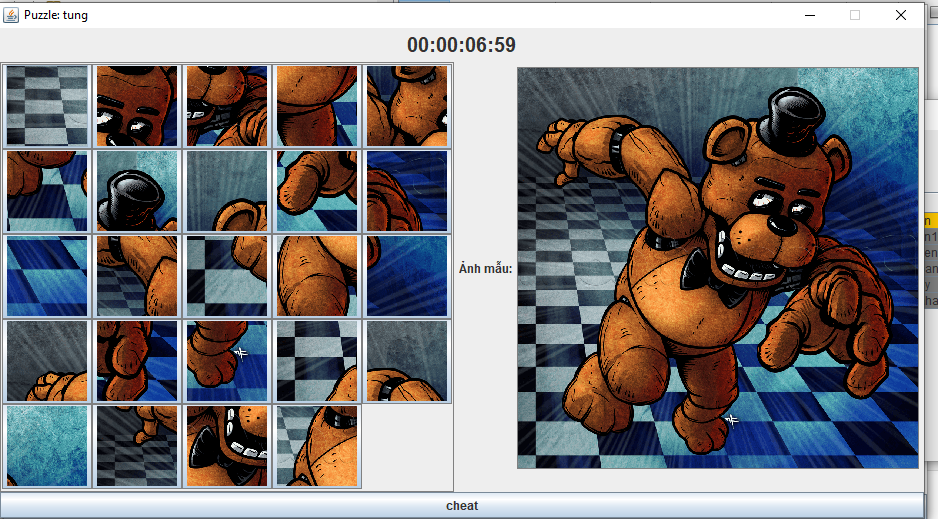 Puzzle: tung
00:00:06:59
Ảnh mẫu:
cheat